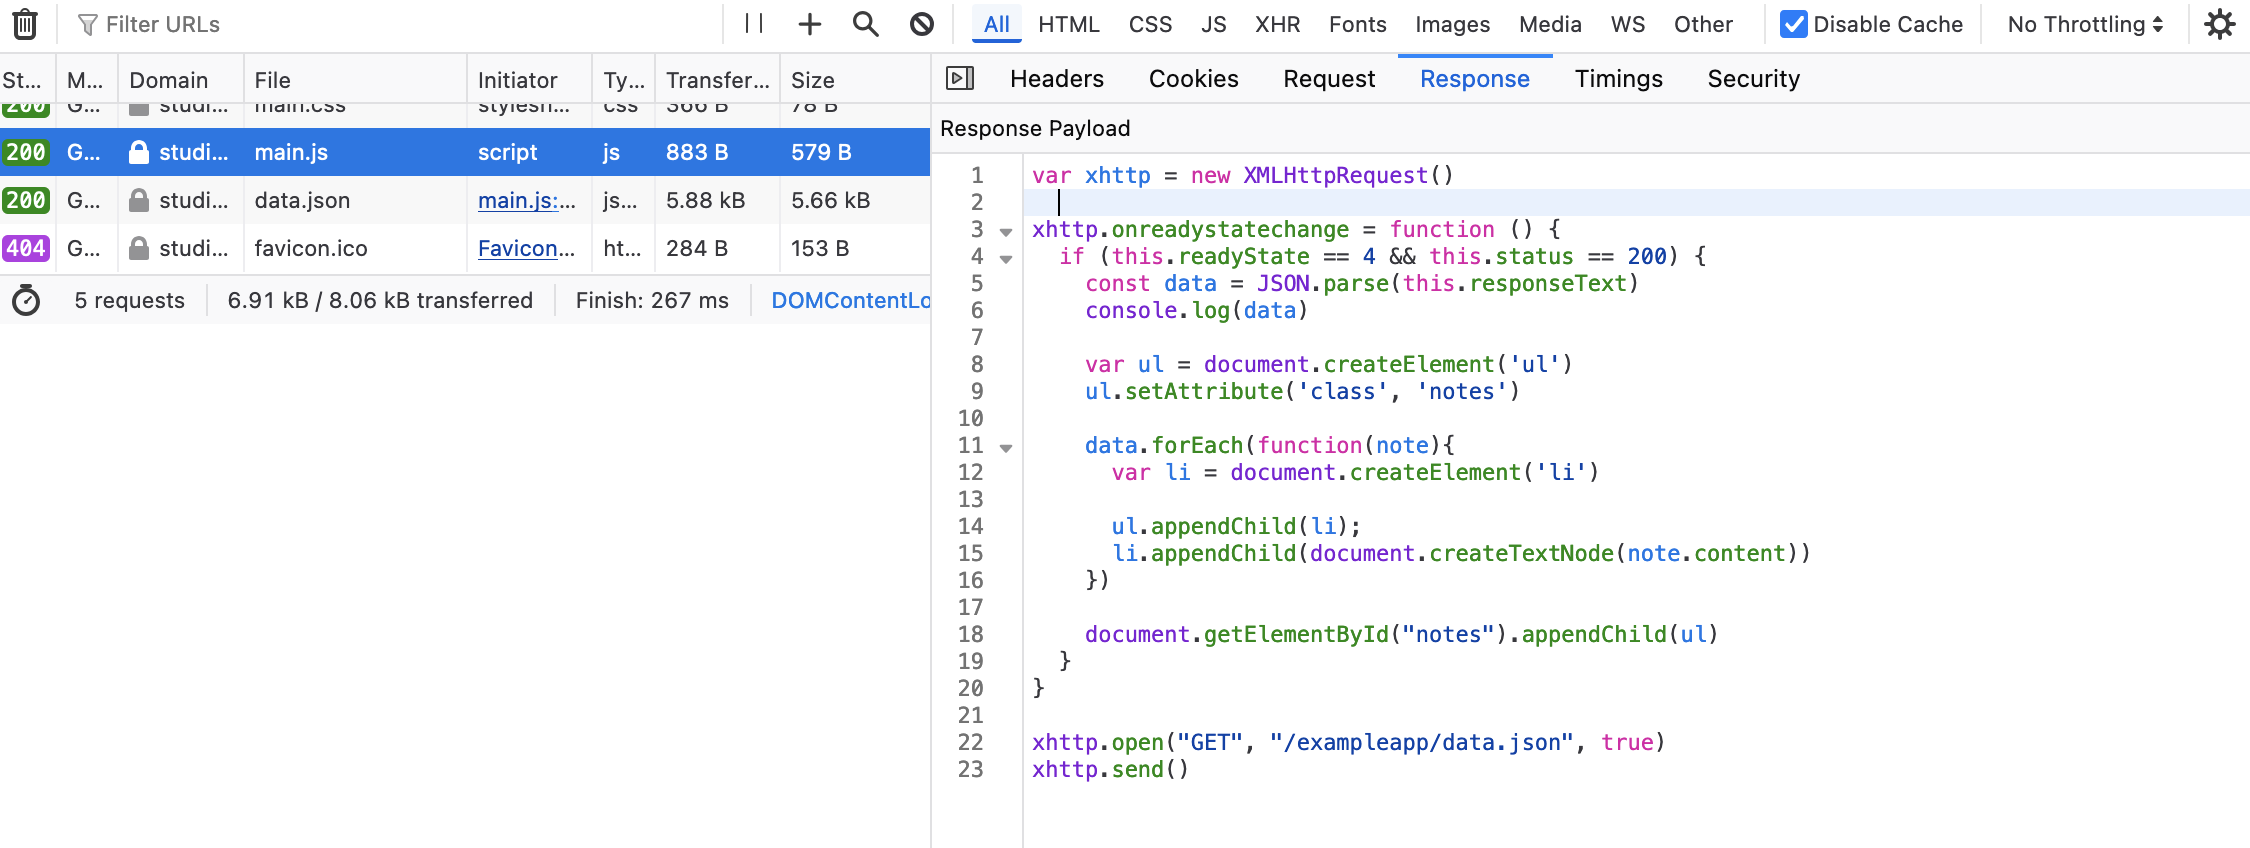 Filter URLs
All HTML CSS JS XHR Fonts Images Media WS Other Disable Cache No Throttling
St... M... Domain File Initiator Ty... Transfer... Size
200 G... studi... main.css stylesh... css 366 B 78 B
200 G... studi... main.js script js 883 B 579 B
200 G... studi... data.json main.js:... js... 5.88 kB 5.66 kB
404 G... studi... favicon.ico Favicon... ht... 284 B 153 B
5 requests 6.91 kB / 8.06 kB transferred Finish: 267 ms DOMContentLo
Headers Cookies Request Response Timings Security
Response Payload
1 var xhttp = new XMLHttpRequest()
2
3 xhttp.onreadystatechange = function () {
4   if (this.readyState == 4 && this.status == 200) {
5     const data = JSON.parse(this.responseText)
6     console.log(data)
7
8     var ul = document.createElement('ul')
9     ul.setAttribute('class', 'notes')
10
11     data.forEach(function(note){
12       var li = document.createElement('li')
13
14       ul.appendChild(li);
15       li.appendChild(document.createTextNode(note.content))
16     })
17
18     document.getElementById("notes").appendChild(ul)
19   }
20 }
21
22 xhttp.open("GET", "/exampleapp/data.json", true)
23 xhttp.send()